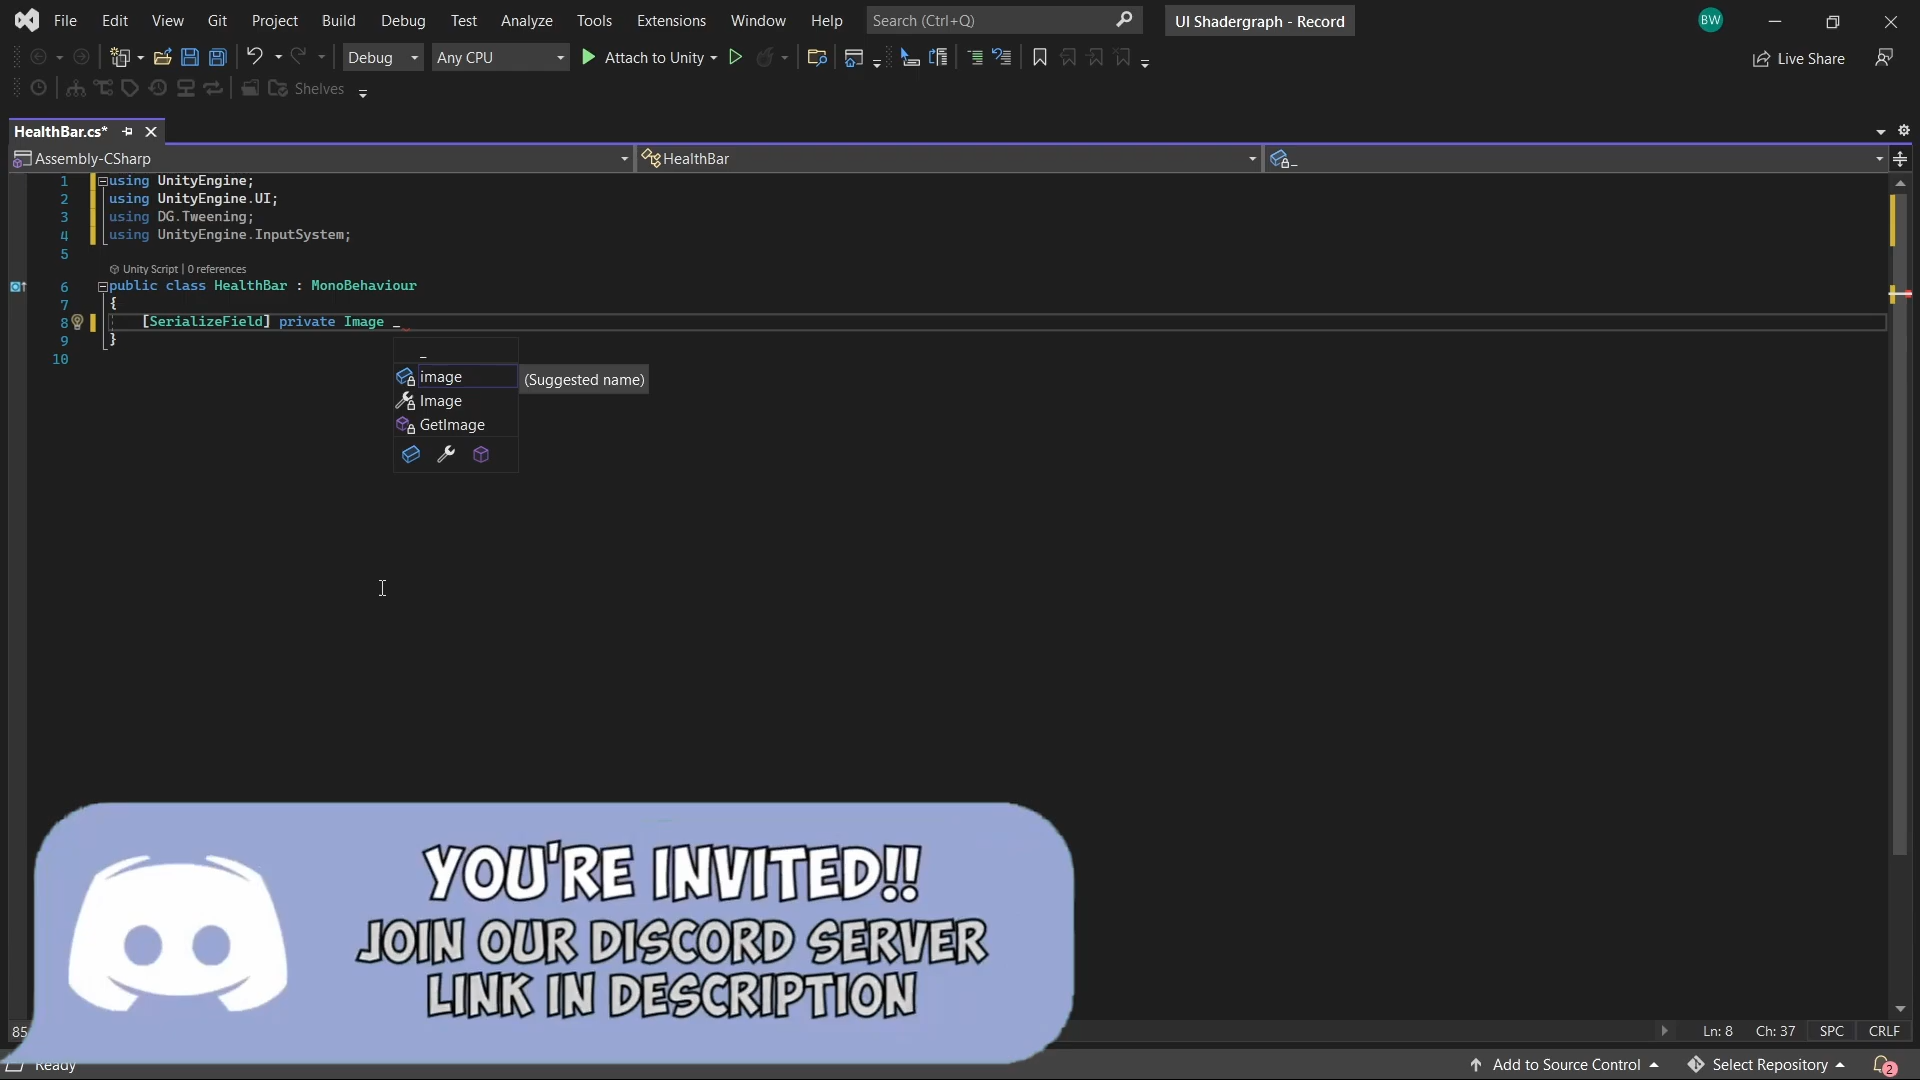 File Edit View Git Project Build Debug Test Analyze Tools Extensions Window Help Search (Ctrl+Q) UI Shadergraph - Record BW
Debug Any CPU Attach to Unity Live Share
Shelves
HealthBar.cs*
Assembly-CSharp HealthBar _
1 using UnityEngine;
2 using UnityEngine.UI;
3 using DG.Tweening;
4 using UnityEngine.InputSystem;
5
Unity Script | 0 references
6 public class HealthBar : MonoBehaviour
7 {
8 [SerializeField] private Image _
9 }
10
_
image (Suggested name)
Image
GetImage
YOU'RE INVITED!!
JOIN OUR DISCORD SERVER
LINK IN DESCRIPTION
85 Ln: 8 Ch: 37 SPC CRLF
Ready Add to Source Control Select Repository 2